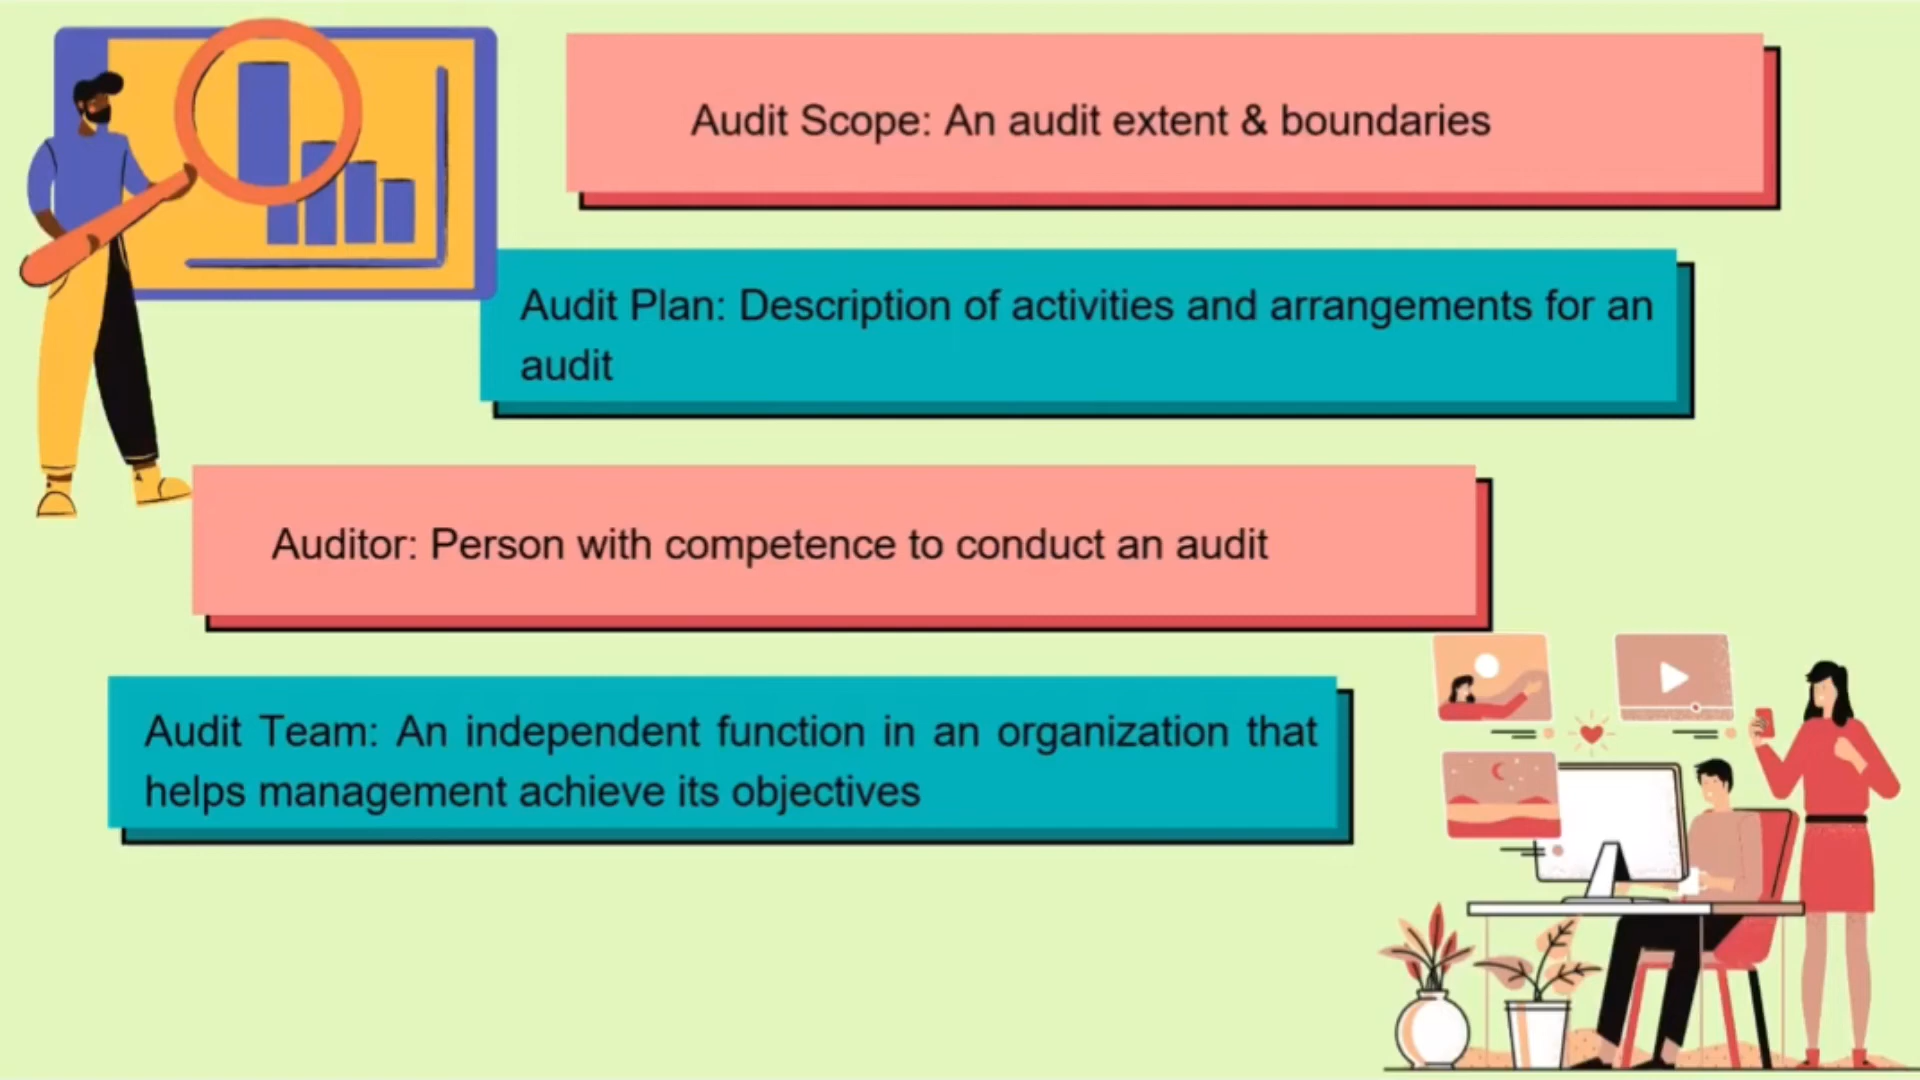 Audit Scope: An audit extent & boundaries
Audit Plan: Description of activities and arrangements for an
audit
Auditor: Person with competence to conduct an audit
Audit Team: An independent function in an organization that
helps management achieve its objectives